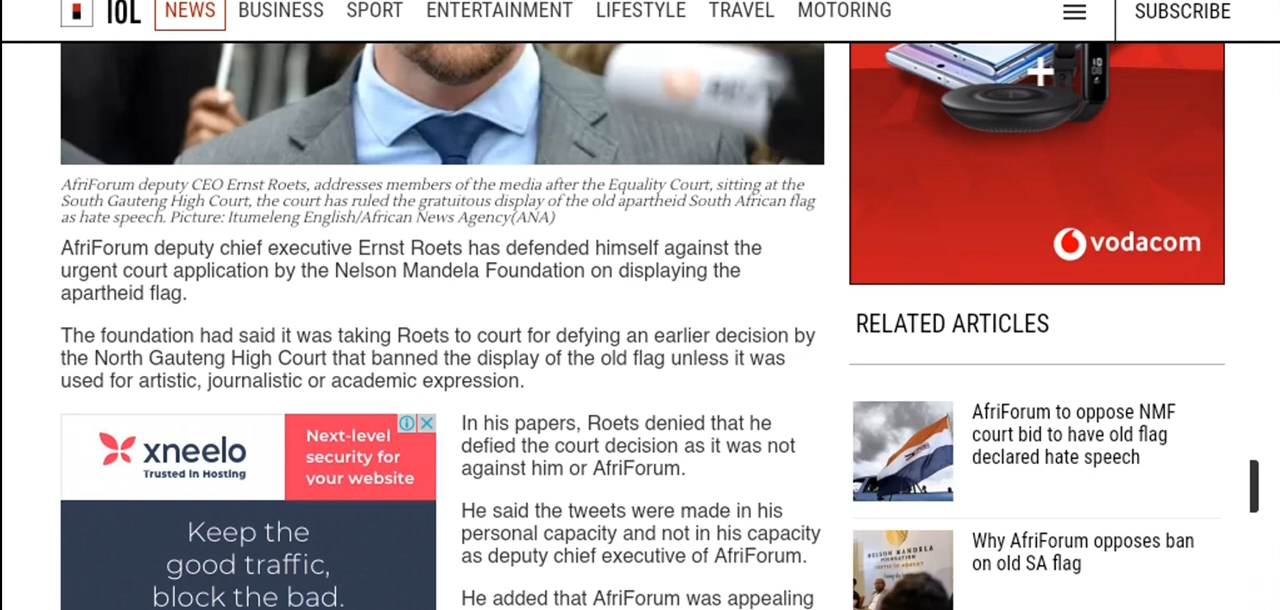 IOL
NEWS
BUSINESS
SPORT
ENTERTAINMENT
LIFESTYLE
TRAVEL
MOTORING
SUBSCRIBE
AfriForum deputy CEO Ernst Roets, addresses members of the media after the Equality Court, sitting at the
South Gauteng High Court, the court has ruled the gratuitous display of the old apartheid South African flag
as hate speech. Picture: Itumeleng English/African News Agency(ANA)
AfriForum deputy chief executive Ernst Roets has defended himself against the
urgent court application by the Nelson Mandela Foundation on displaying the
apartheid flag.
The foundation had said it was taking Roets to court for defying an earlier decision by
the North Gauteng High Court that banned the display of the old flag unless it was
used for artistic, journalistic or academic expression.
xneelo
Trusted in Hosting
Next-level
security for
your website
Keep the
good traffic,
block the bad.
In his papers, Roets denied that he
defied the court decision as it was not
against him or AfriForum.
He said the tweets were made in his
personal capacity and not in his capacity
as deputy chief executive of AfriForum.
He added that AfriForum was appealing
+
vodacom
RELATED ARTICLES
AfriForum to oppose NMF
court bid to have old flag
declared hate speech
NELSON MANDELA
FOUNDATION
Why AfriForum opposes ban
on old SA flag